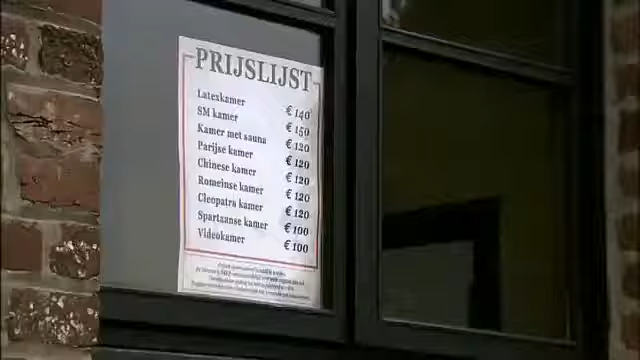 PRIJSLIJST
Latexkamer € 140
SM kamer € 150
Kamer met sauna € 120
Parijse kamer € 120
Chinese kamer € 120
Romeinse kamer € 120
Cleopatra kamer € 120
Spartaanse kamer € 100
Videokamer € 100